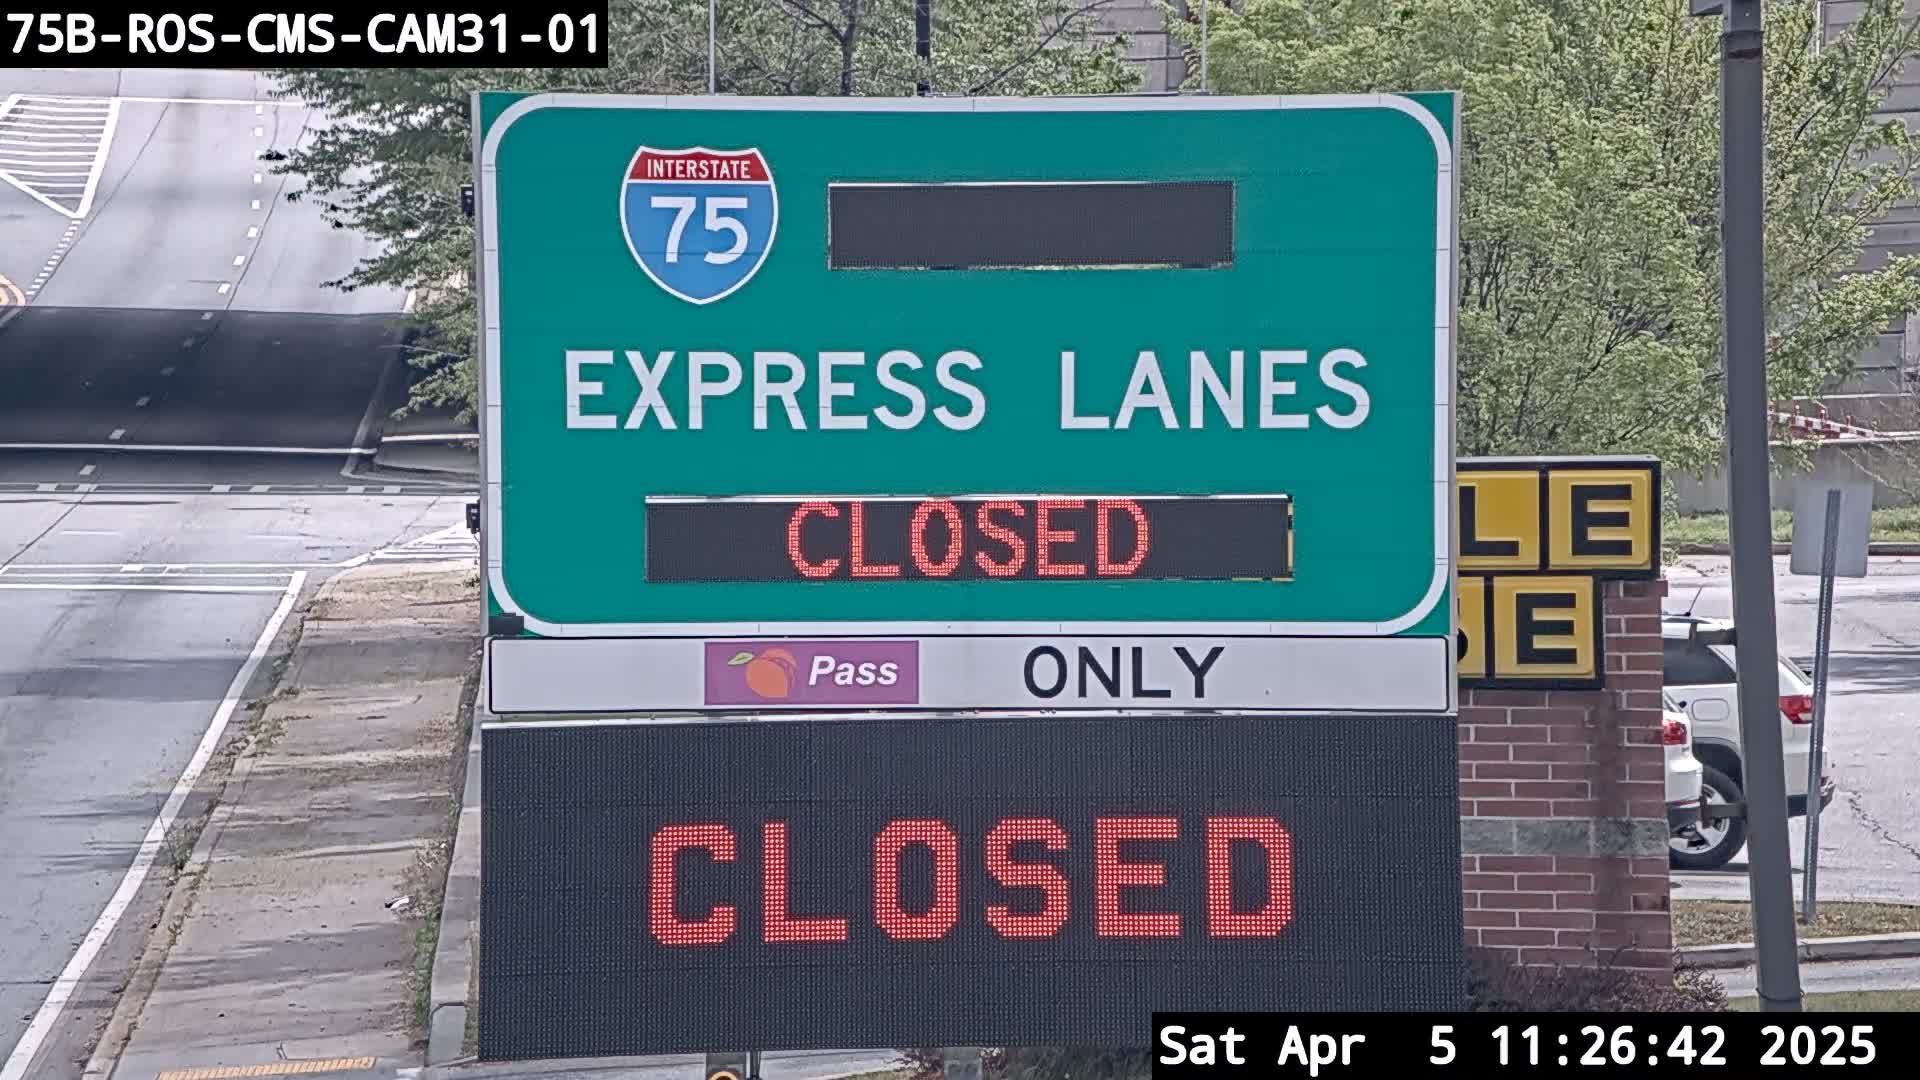 75B-ROS-CMS-CAM31-01
INTERSTATE
75
EXPRESS LANES
CLOSED
LE
E
Pass ONLY
CLOSED
Sat Apr 5 11:26:42 2025